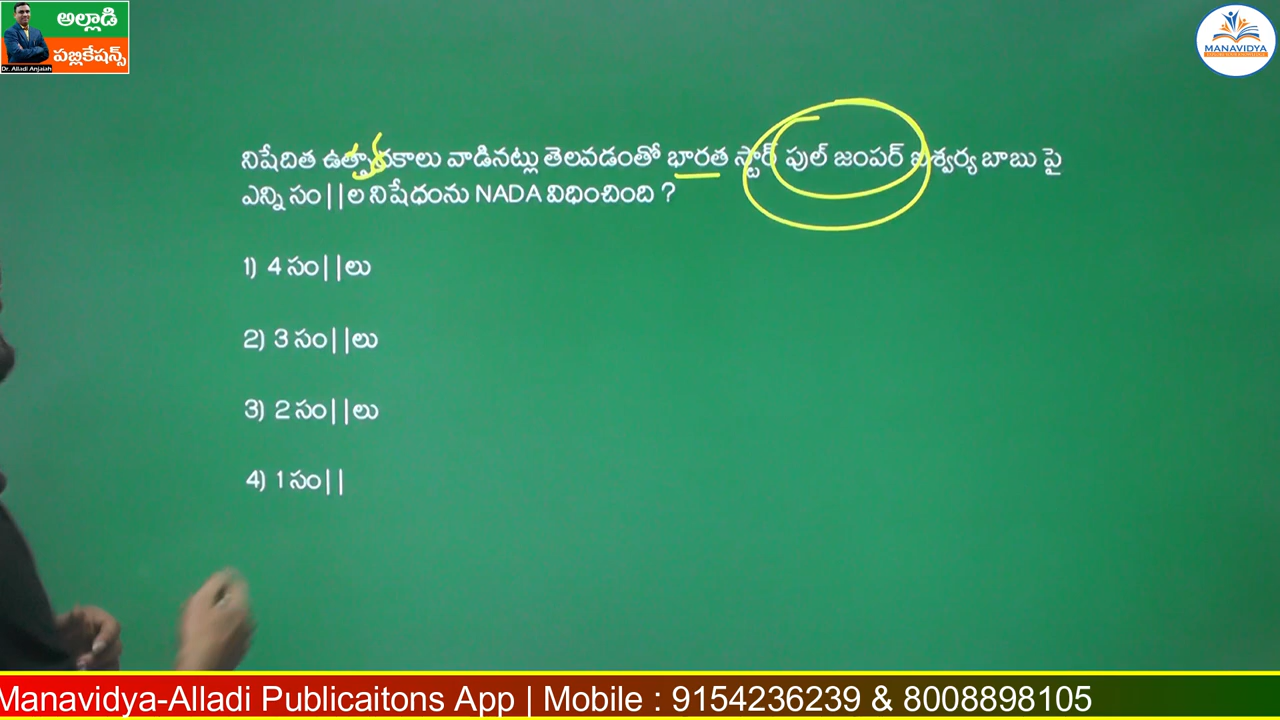 అల్లాడి
పబ్లికేషన్స్
Dr. Alladi Anjaiah
MANAVIDYA
నిషేదిత ఉత్ప్రేరకాలు వాడినట్లు తెలవడంతో భారత స్టార్ పుల్ జంపర్ ఐశ్వర్య బాబు పై
ఎన్ని సం||ల నిషేధంను NADA విధించింది ?
1) 4 సం||లు
2) 3 సం||లు
3) 2 సం||లు
4) 1 సం||
Manavidya-Alladi Publicaitons App | Mobile : 9154236239 & 8008898105